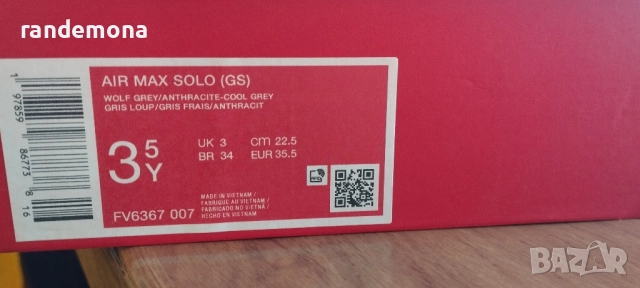 randemona
AIR MAX SOLO (GS)
WOLF GREY/ANTHRACITE-COOL GREY
GRIS LOUP/GRIS FRAIS/ANTHRACIT
3 5 Y
UK 3 CM 22.5
BR 34 EUR 35.5
MADE IN VIETNAM /
FABRIQUE AU VIETNAM /
FABRICADO NO VIETNÃ /
HECHO EN VIETNAM
FV6367 007
1 97859 86773 8 16
BAZAR